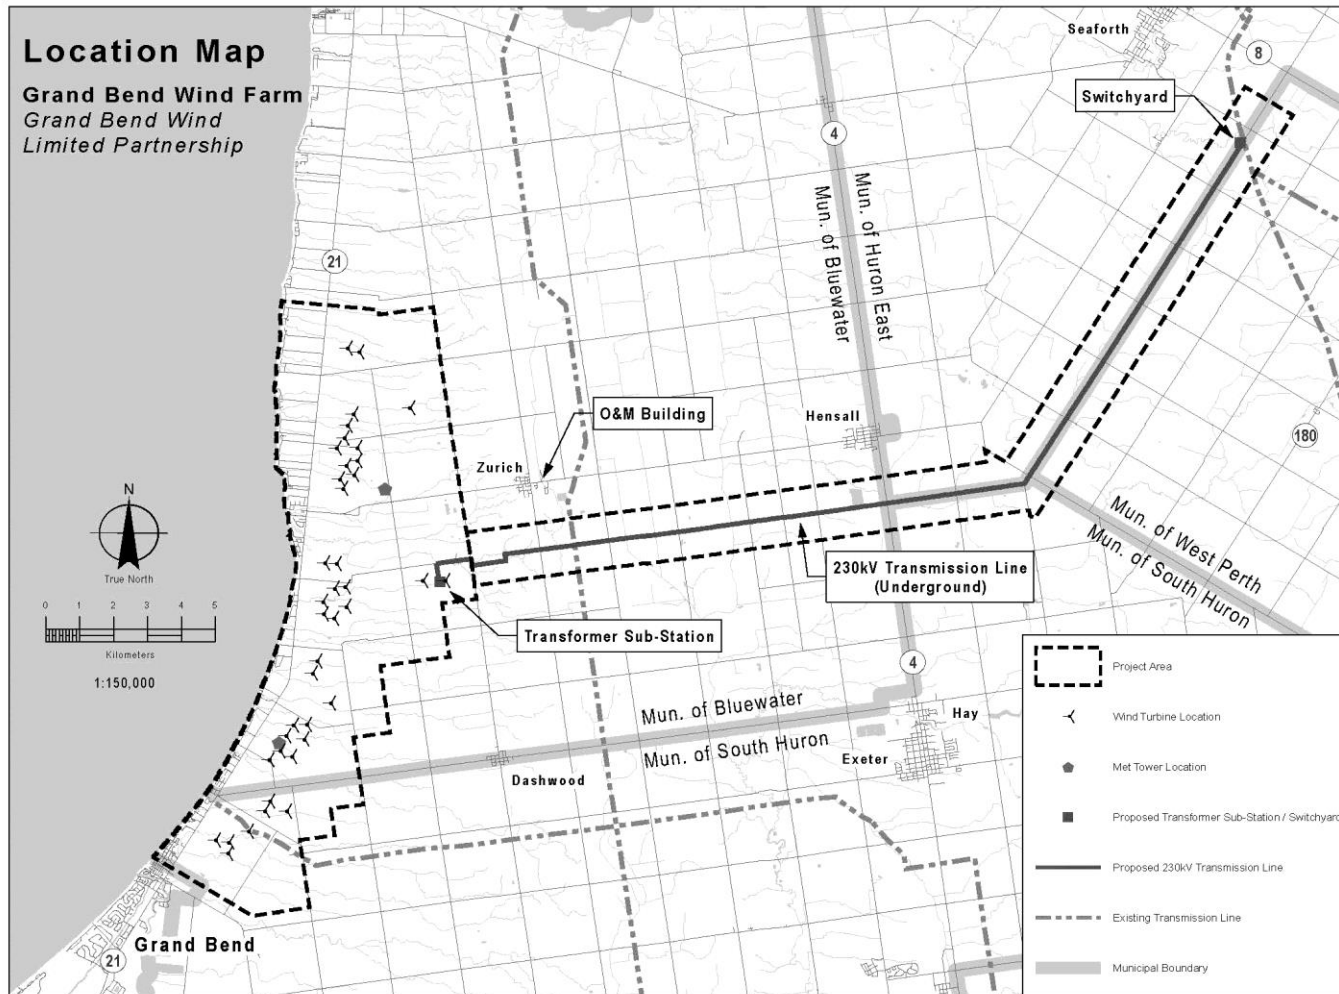 Location Map
Grand Bend Wind Farm
Grand Bend Wind
Limited Partnership
Seaforth
8
Switchyard
4
Mun. of Bluewater
Mun. of Huron East
21
O&M Building
Hensall
180
Zurich
N
True North
0 1 2 3 4 5
Kilometers
1:150,000
Mun. of West Perth
Mun. of South Huron
230kV Transmission Line
(Underground)
Transformer Sub-Station
4
Mun. of Bluewater
Mun. of South Huron
Hay
Exeter
Dashwood
Grand Bend
21
Project Area
Wind Turbine Location
Met Tower Location
Proposed Transformer Sub-Station / Switchyard
Proposed 230kV Transmission Line
Existing Transmission Line
Municipal Boundary